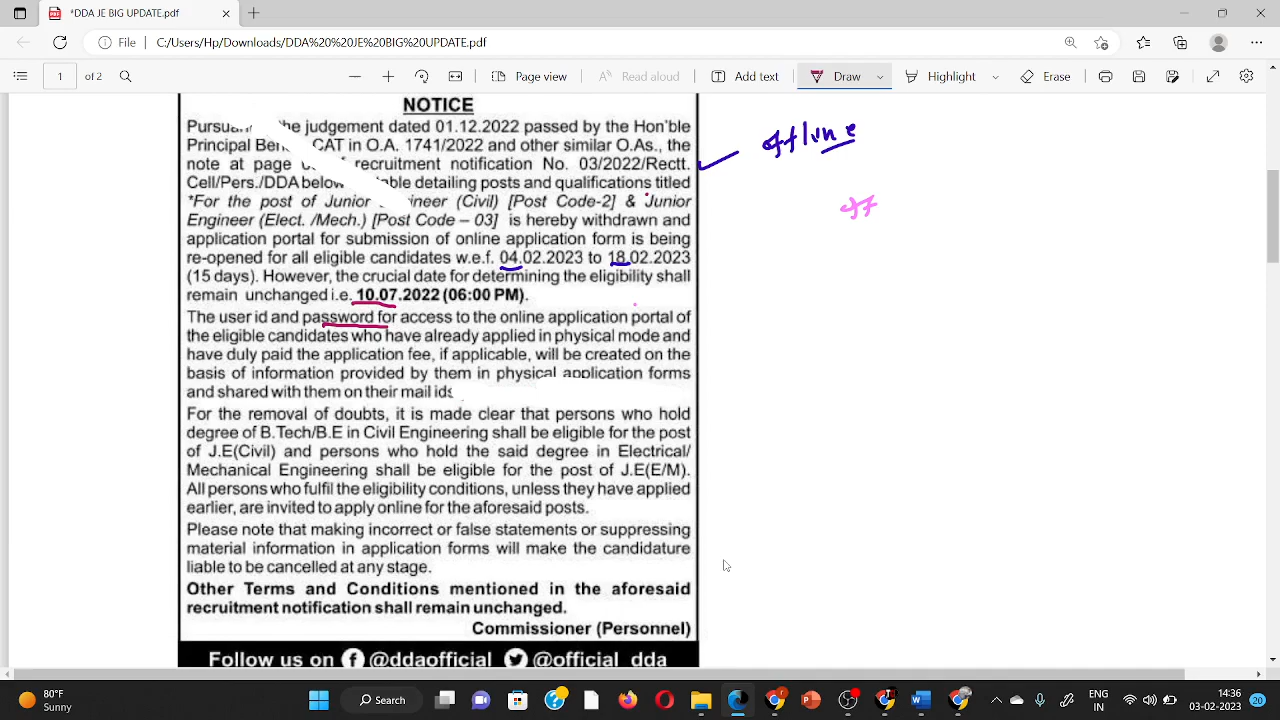 *DDA JE BIG UPDATE.pdf
File C:/Users/Hp/Downloads/DDA%20%20JE%20BIG%20UPDATE.pdf
1 of 2 Page view Read aloud Add text Draw Highlight Erase
NOTICE
the judgement dated 01.12.2022 passed by the Hon'ble
Principal CAT in O.A. 1741/2022 and other similar O.As., the
note at page recruitment notification No. 03/2022/Rectt.
Cell/Pers./DDA below detailing posts and qualifications titled
*For the post of Junior (Civil) [Post Code-2] & Junior
Engineer (Elect. /Mech.) [Post Code – 03] is hereby withdrawn and
application portal for submission of online application form is being
re-opened for all eligible candidates w.e.f. 04.02.2023 to 18.02.2023
(15 days). However, the crucial date for determining the eligibility shall
remain unchanged i.e. 10.07.2022 (06:00 PM).
The user id and password for access to the online application portal of
the eligible candidates who have already applied in physical mode and
have duly paid the application fee, if applicable, will be created on the
basis of information provided by them in physical application forms
and shared with them on their mail ids
For the removal of doubts, it is made clear that persons who hold
degree of B.Tech/B.E in Civil Engineering shall be eligible for the post
of J.E(Civil) and persons who hold the said degree in Electrical/
Mechanical Engineering shall be eligible for the post of J.E(E/M).
All persons who fulfil the eligibility conditions, unless they have applied
earlier, are invited to apply online for the aforesaid posts.
Please note that making incorrect or false statements or suppressing
material information in application forms will make the candidature
liable to be cancelled at any stage.
Other Terms and Conditions mentioned in the aforesaid
recruitment notification shall remain unchanged.
Commissioner (Personnel)
Follow us on @ddaofficial @official_dda
offline
off
80°F
Sunny
Search
ENG
IN
14:36
03-02-2023
20